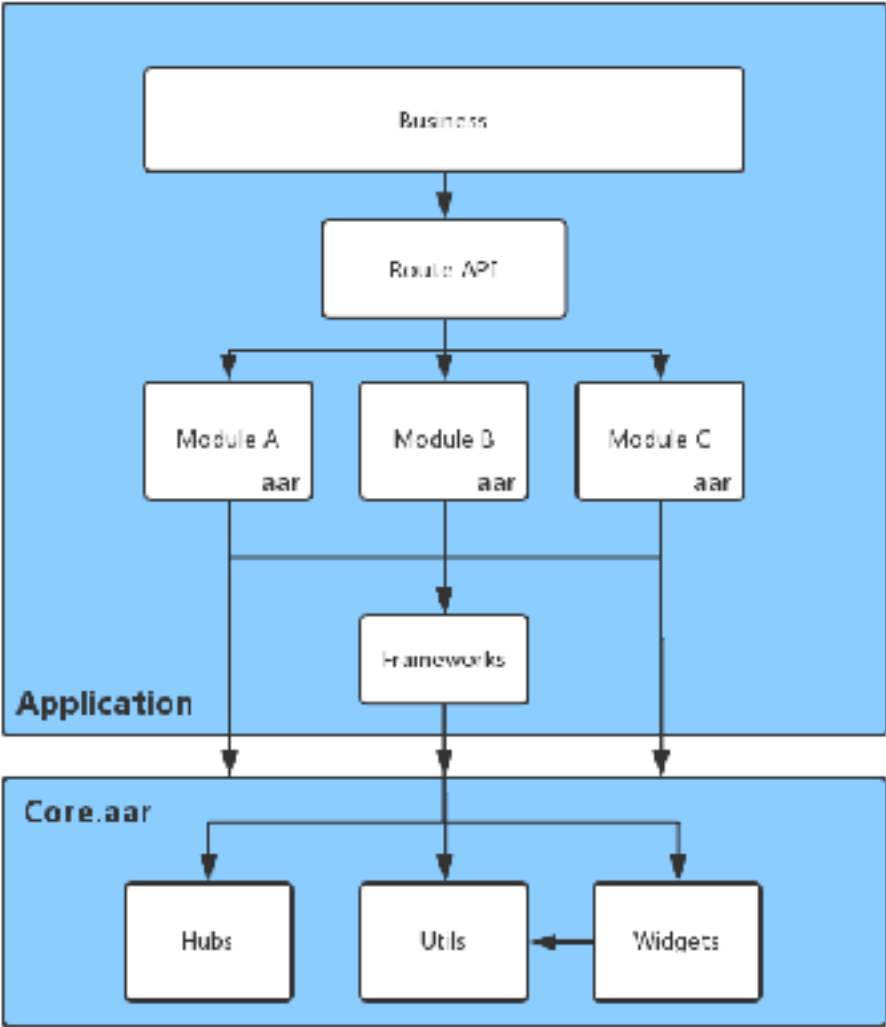 Business
Route API
Module A
aar
Module B
aar
Module C
aar
Frameworks
Application
Core.aar
Hubs
Utils
Widgets